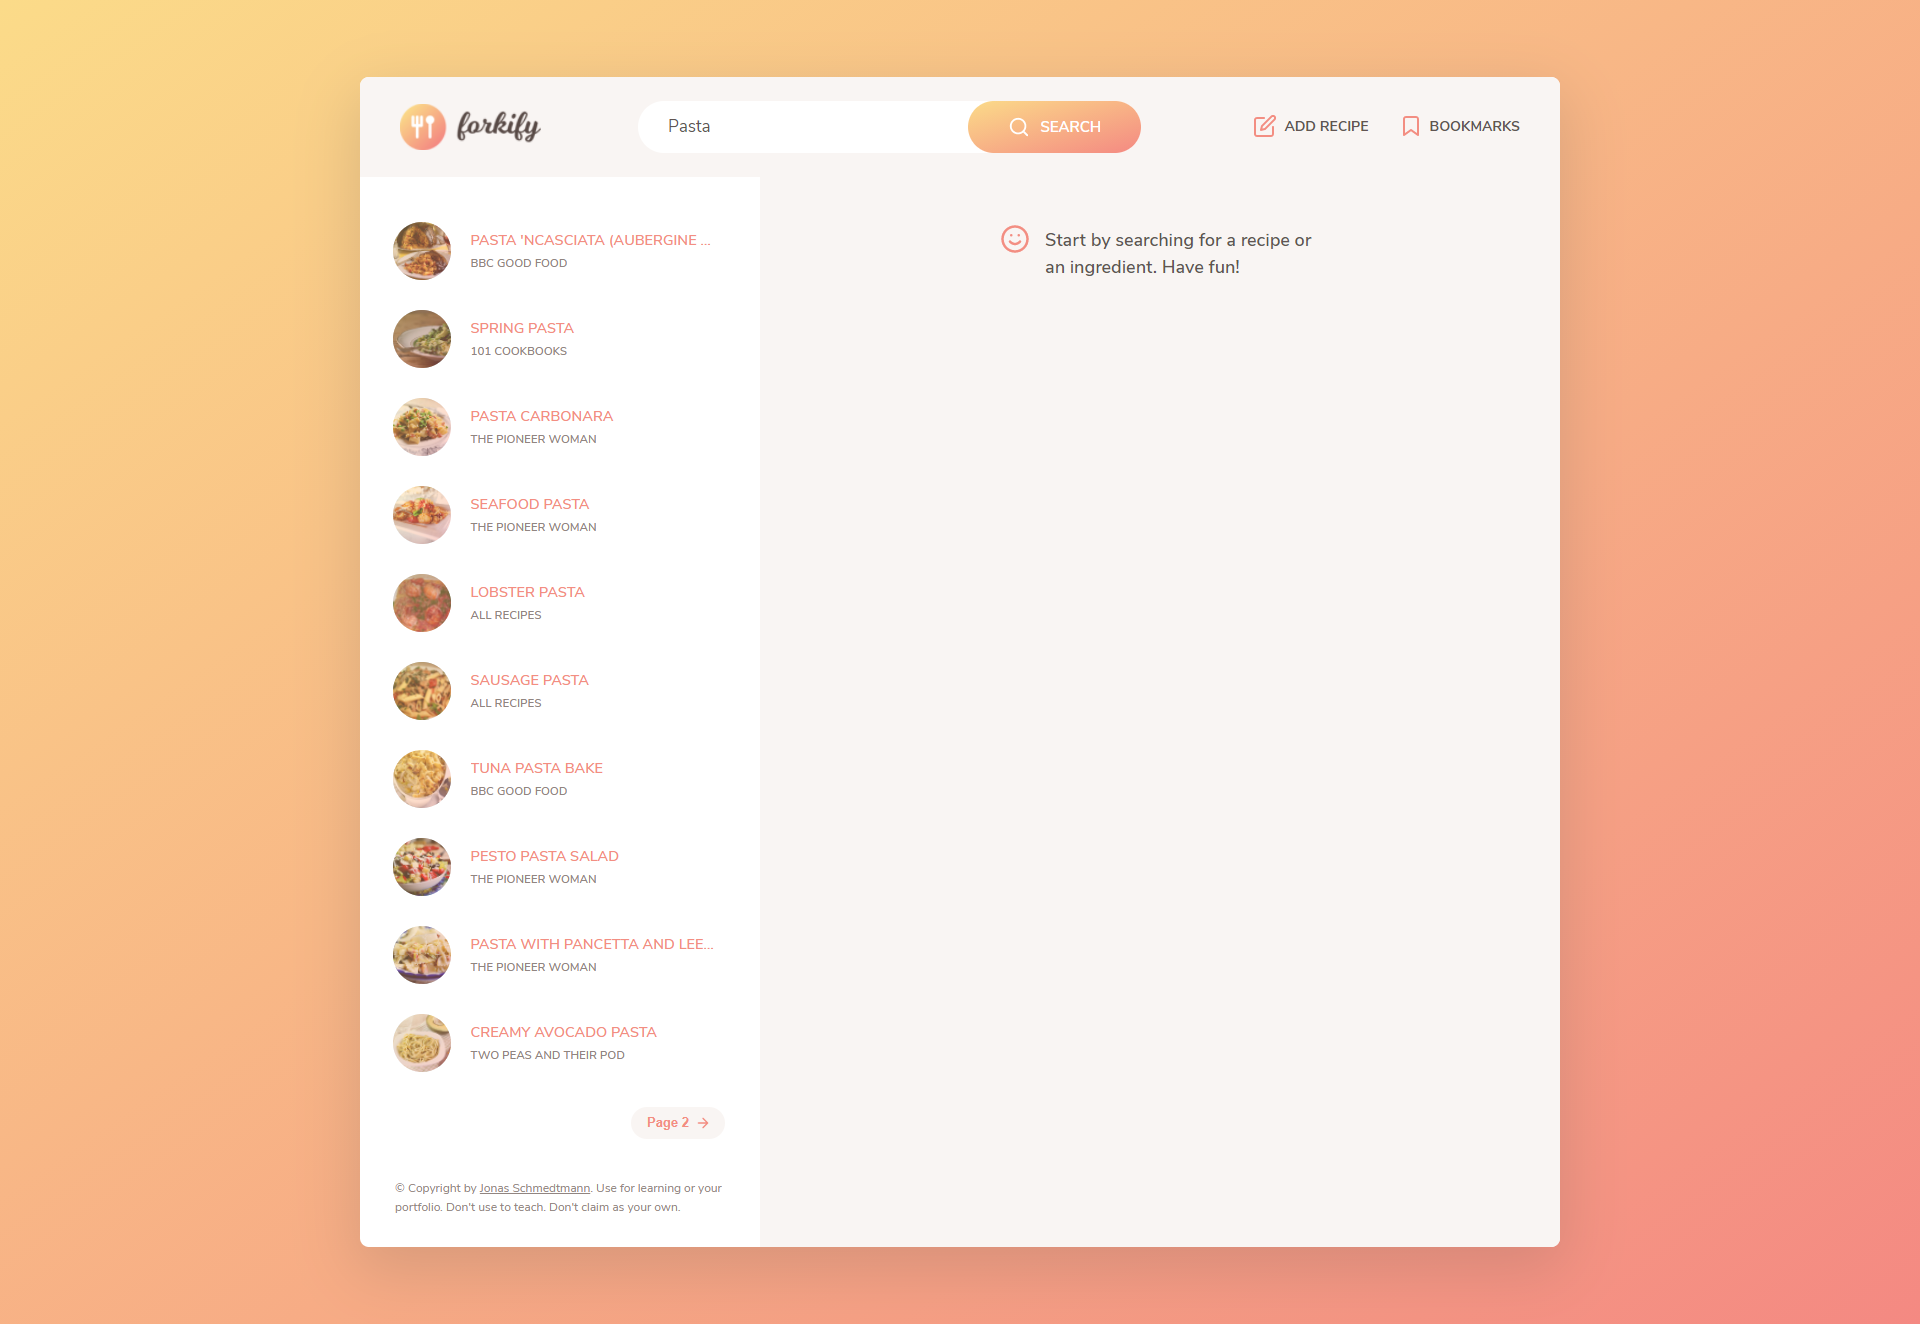 forkify
Pasta
SEARCH
ADD RECIPE
BOOKMARKS
PASTA 'NCASCIATA (AUBERGINE ...
BBC GOOD FOOD
SPRING PASTA
101 COOKBOOKS
PASTA CARBONARA
THE PIONEER WOMAN
SEAFOOD PASTA
THE PIONEER WOMAN
LOBSTER PASTA
ALL RECIPES
SAUSAGE PASTA
ALL RECIPES
TUNA PASTA BAKE
BBC GOOD FOOD
PESTO PASTA SALAD
THE PIONEER WOMAN
PASTA WITH PANCETTA AND LEE...
THE PIONEER WOMAN
CREAMY AVOCADO PASTA
TWO PEAS AND THEIR POD
Page 2
© Copyright by Jonas Schmedtmann. Use for learning or your
portfolio. Don't use to teach. Don't claim as your own.
Start by searching for a recipe or
an ingredient. Have fun!